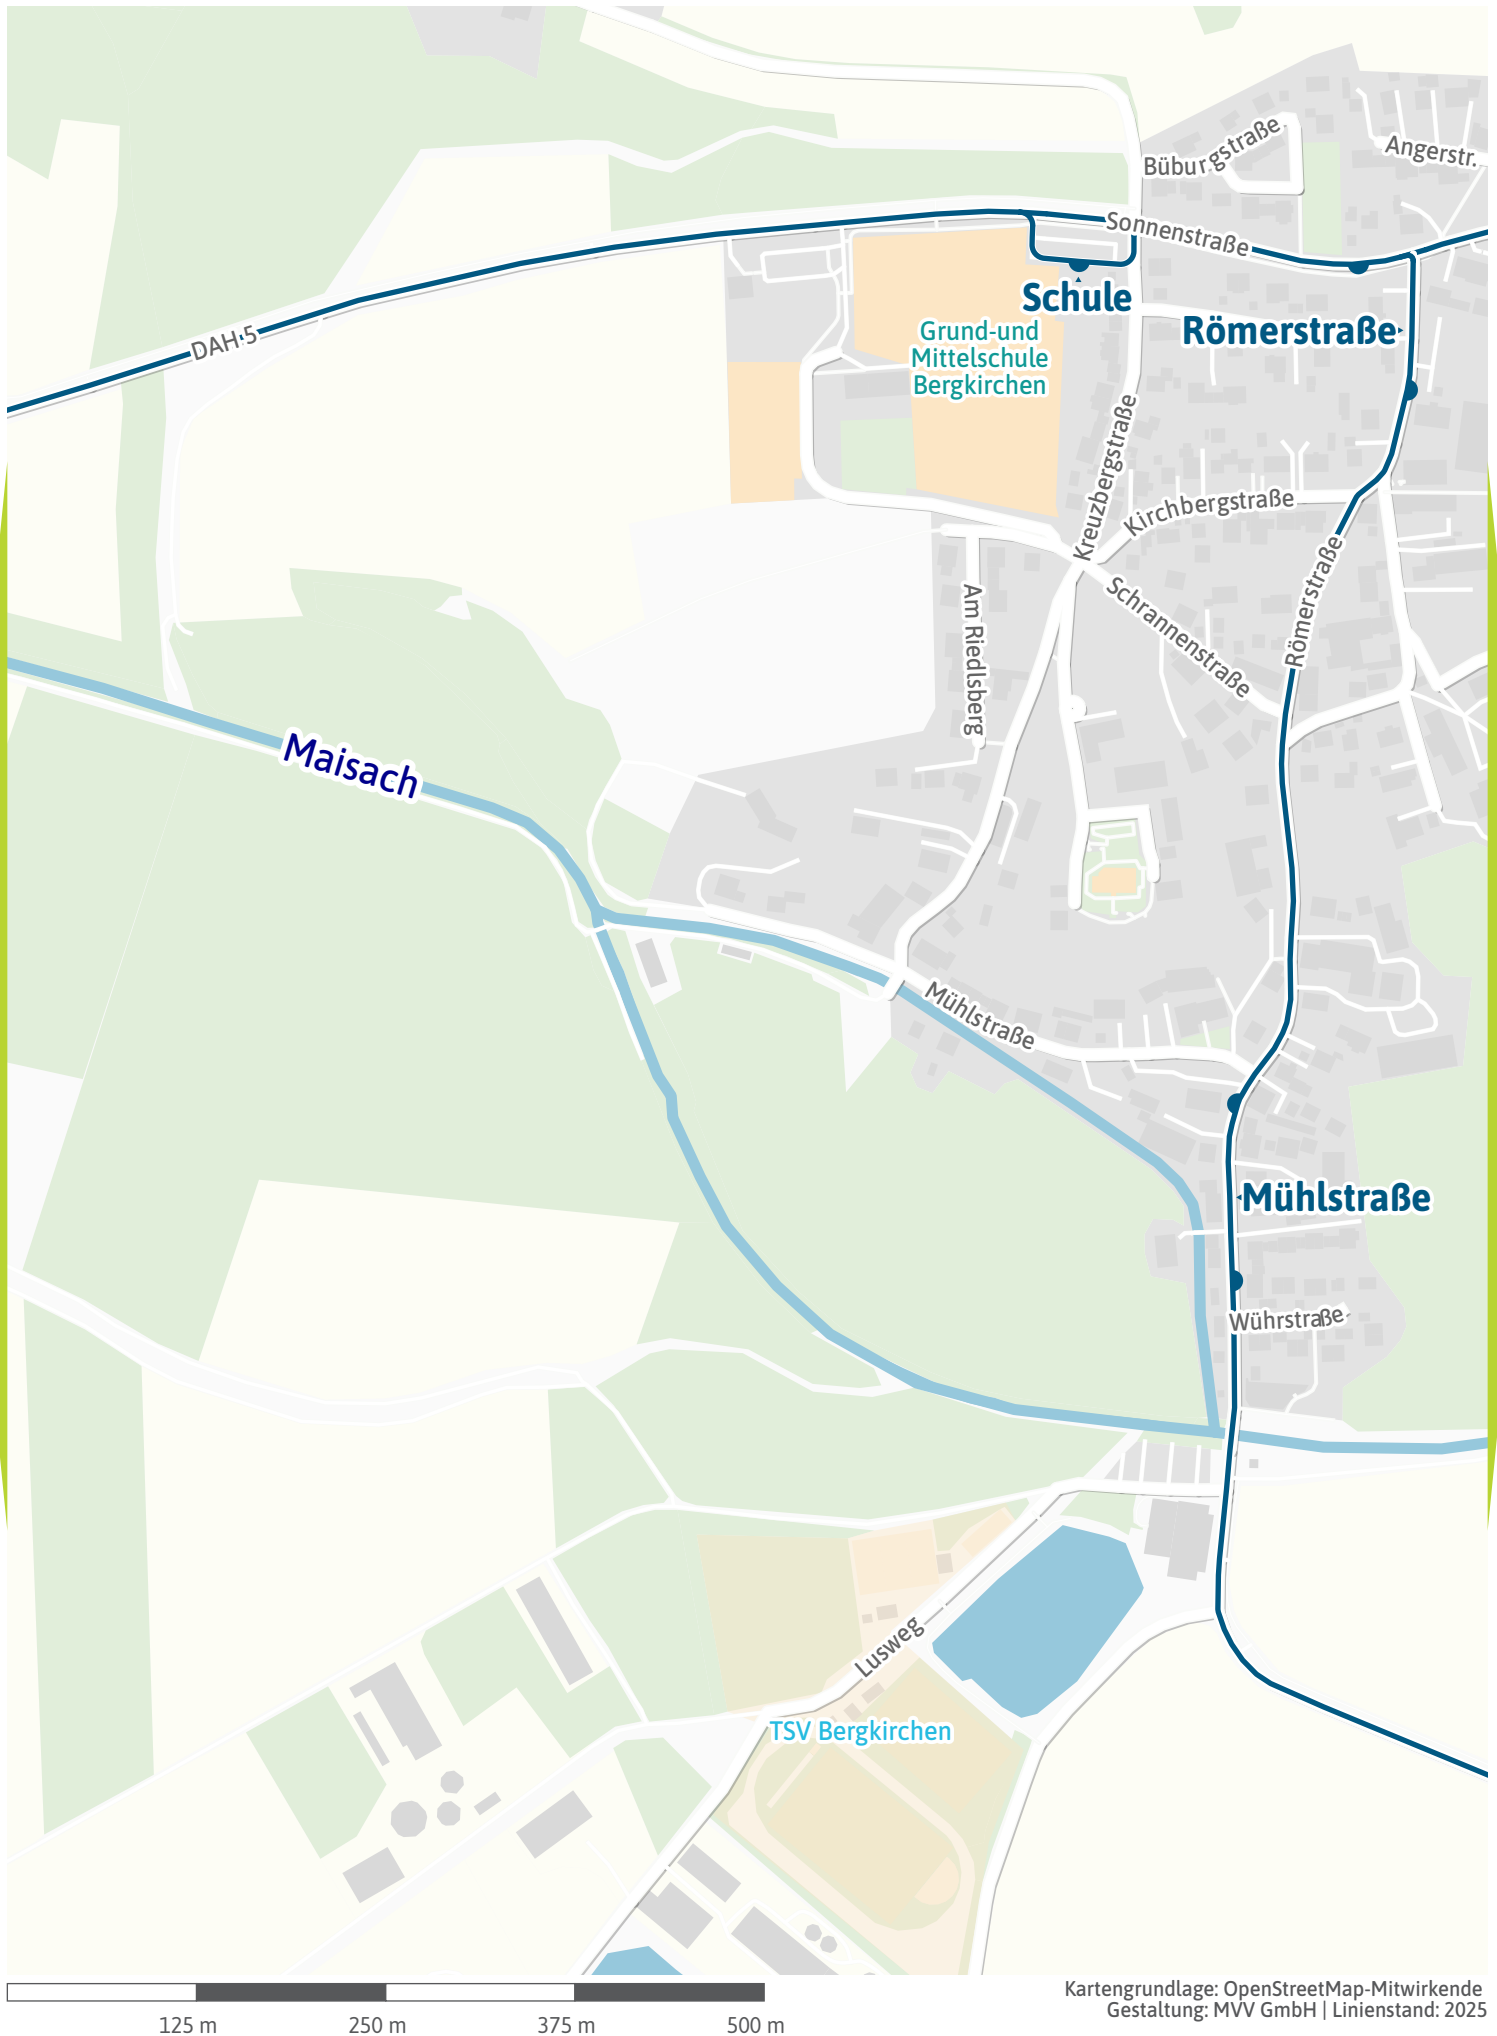 Büburgstraße
Angerstr.
Sonnenstraße
DAH 5
Schule
Römerstraße
Grund-und
Mittelschule
Bergkirchen
Kreuzbergstraße
Kirchbergstraße
Römerstraße
Am Riedlsberg
Schrannenstraße
Maisach
Mühlstraße
Mühlstraße
Wührstraße
Lusweg
TSV Bergkirchen
Kartengrundlage: OpenStreetMap-Mitwirkende
Gestaltung: MVV GmbH | Linienstand: 2025
125 m
250 m
375 m
500 m